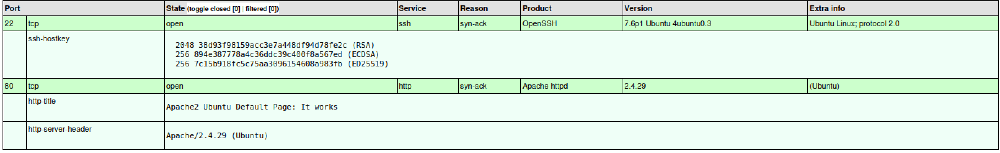 Port State (toggle closed [0] | filtered [0]) Service Reason Product Version Extra info
22 tcp open ssh syn-ack OpenSSH 7.6p1 Ubuntu 4ubuntu0.3 Ubuntu Linux; protocol 2.0
ssh-hostkey
2048 38d93f98159acc3e7a448df94d78fe2c (RSA)
256 894e387778a4c36ddc39c400f8a567ed (ECDSA)
256 7c15b918fc5c75aa3096154608a983fb (ED25519)
80 tcp open http syn-ack Apache httpd 2.4.29 (Ubuntu)
http-title
Apache2 Ubuntu Default Page: It works
http-server-header
Apache/2.4.29 (Ubuntu)